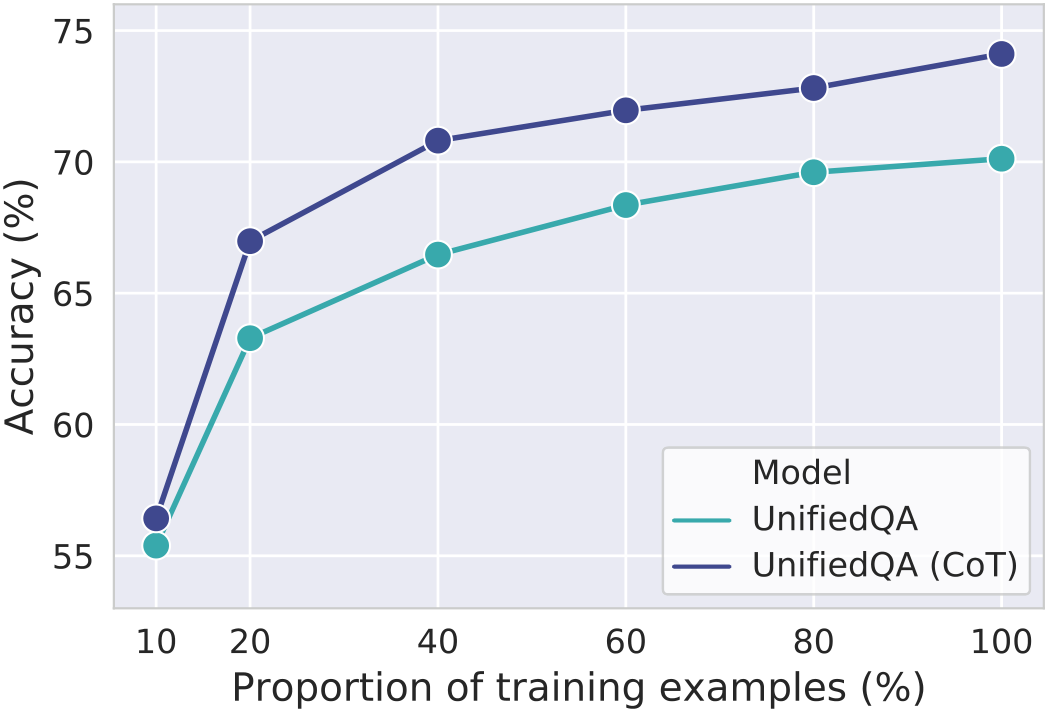 75
70
65
60
55
Accuracy (%)
Model
UnifiedQA
UnifiedQA (CoT)
10 20 40 60 80 100
Proportion of training examples (%)